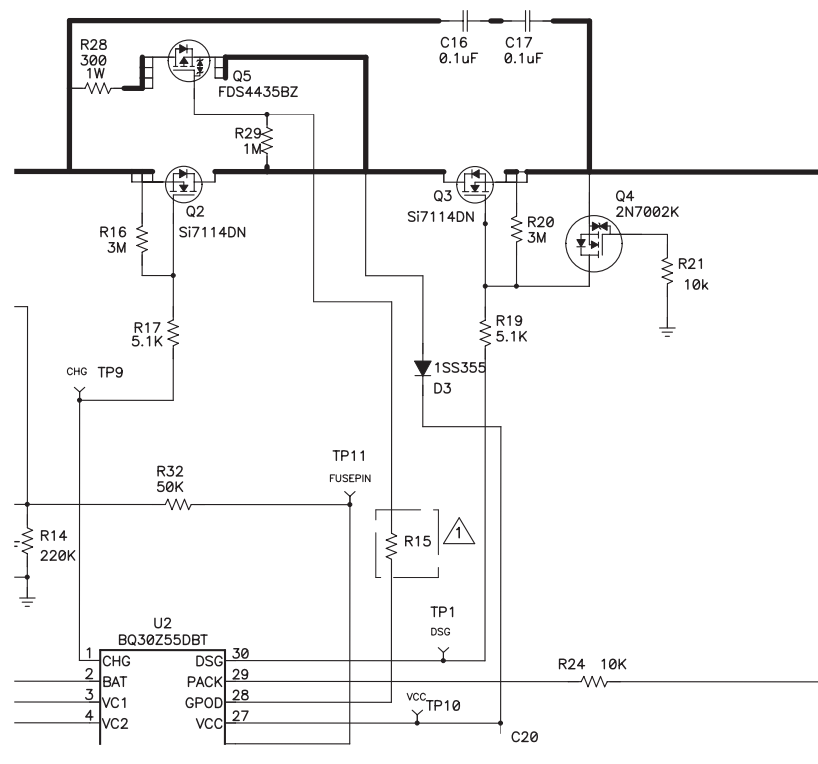 R28
300
1W
Q5
FDS4435BZ
C16
0.1uF
C17
0.1uF
R29
1M
Q2
Si7114DN
Q3
Si7114DN
Q4
2N7002K
R16
3M
R20
3M
R21
10k
R17
5.1K
R19
5.1K
CHG TP9
1SS355
D3
TP11
FUSEPIN
R32
50K
R14
220K
R15
1
U2
BQ30Z55DBT
TP1
DSG
1 CHG
DSG 30
2 BAT
PACK 29
R24 10K
3 VC1
GPOD 28
4 VC2
VCC 27
VCC TP10
C20